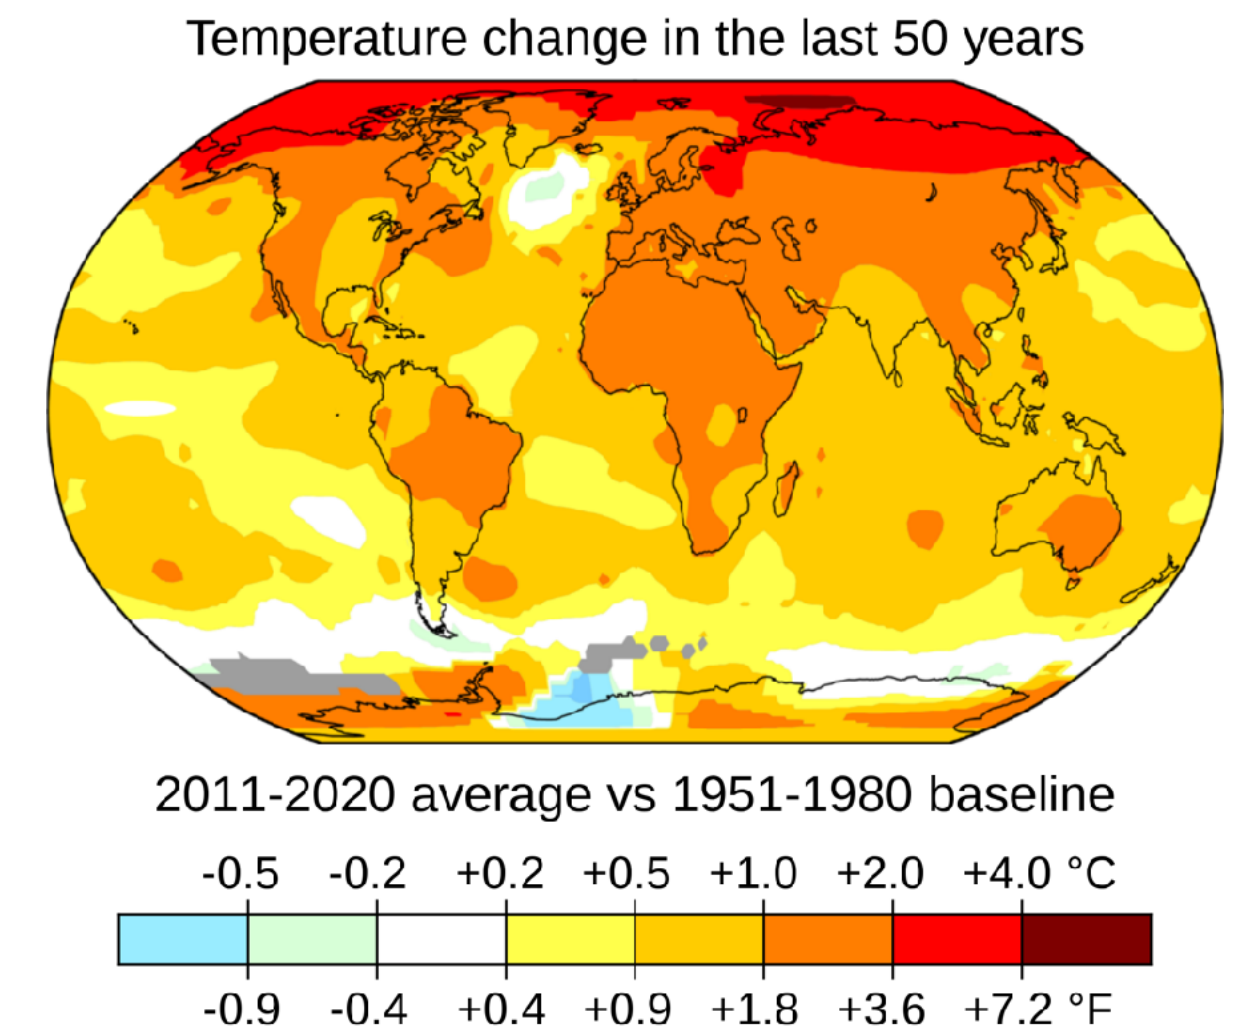 Temperature change in the last 50 years
2011-2020 average vs 1951-1980 baseline
-0.5 -0.2 +0.2 +0.5 +1.0 +2.0 +4.0 °C
-0.9 -0.4 +0.4 +0.9 +1.8 +3.6 +7.2 °F